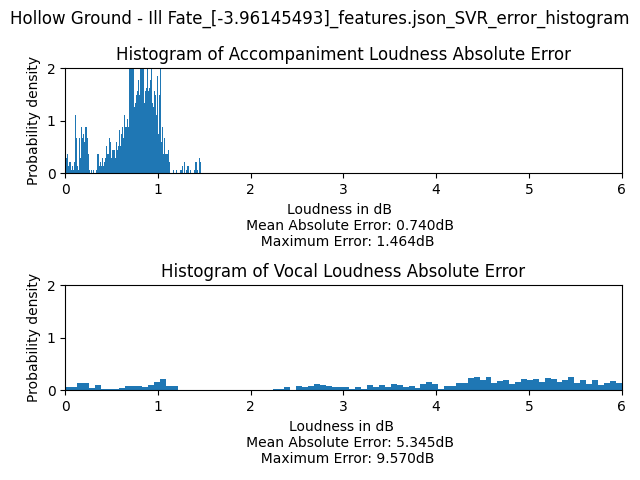 Hollow Ground - Ill Fate_[-3.96145493]_features.json_SVR_error_histogram
Histogram of Accompaniment Loudness Absolute Error
Probability density
2
1
0
0 1 2 3 4 5 6
Loudness in dB
Mean Absolute Error: 0.740dB
Maximum Error: 1.464dB
Histogram of Vocal Loudness Absolute Error
Probability density
2
1
0
0 1 2 3 4 5 6
Loudness in dB
Mean Absolute Error: 5.345dB
Maximum Error: 9.570dB